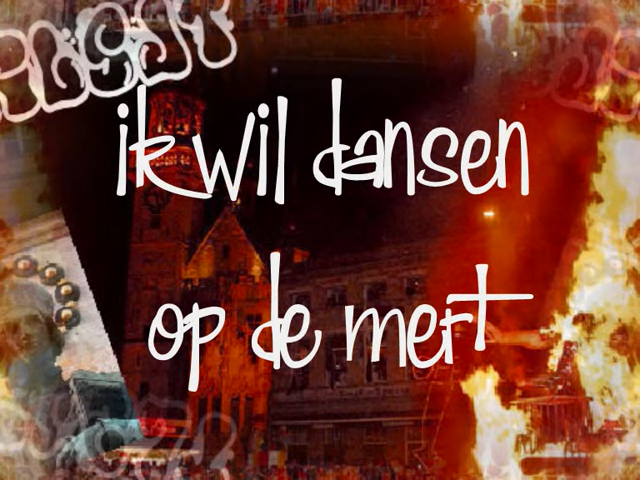 ik wil dansen
op de mert